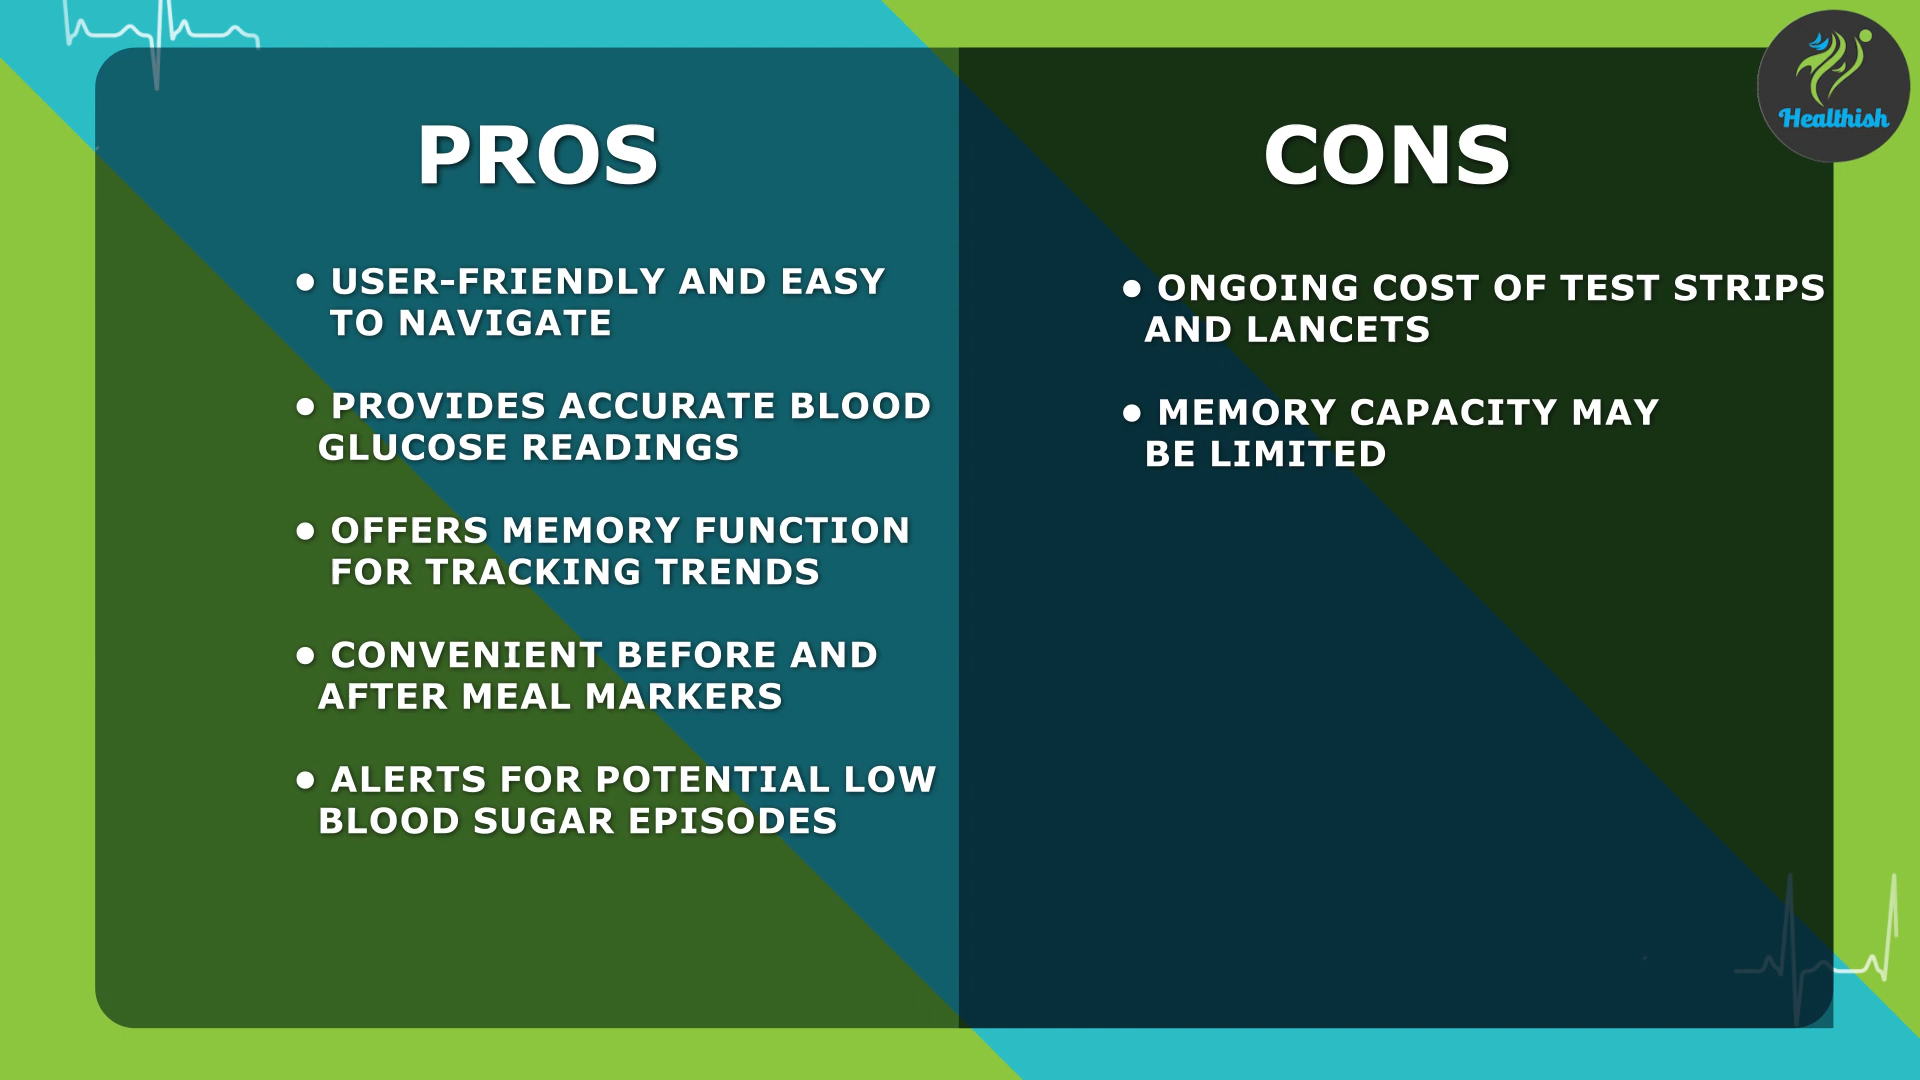 PROS
• USER-FRIENDLY AND EASY
TO NAVIGATE
• PROVIDES ACCURATE BLOOD
GLUCOSE READINGS
• OFFERS MEMORY FUNCTION
FOR TRACKING TRENDS
• CONVENIENT BEFORE AND
AFTER MEAL MARKERS
• ALERTS FOR POTENTIAL LOW
BLOOD SUGAR EPISODES
CONS
• ONGOING COST OF TEST STRIPS
AND LANCETS
• MEMORY CAPACITY MAY
BE LIMITED
Healthish